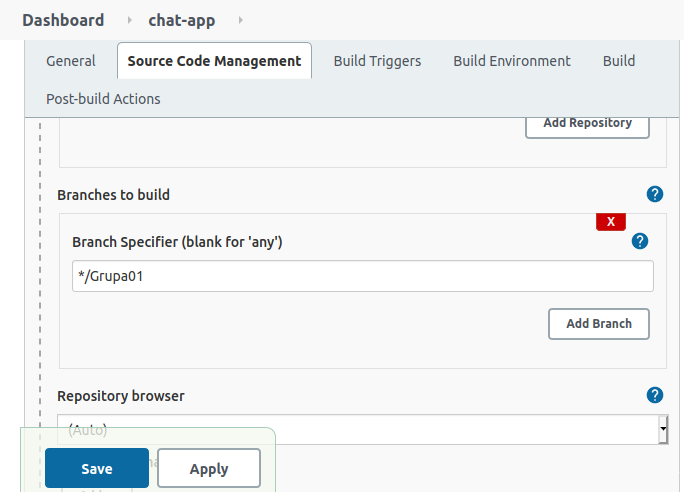 Dashboard chat-app
General Source Code Management Build Triggers Build Environment Build
Post-build Actions
Add Repository
Branches to build
?
X
Branch Specifier (blank for 'any')
?
*/Grupa01
Add Branch
Repository browser
?
(Auto)
Save Apply